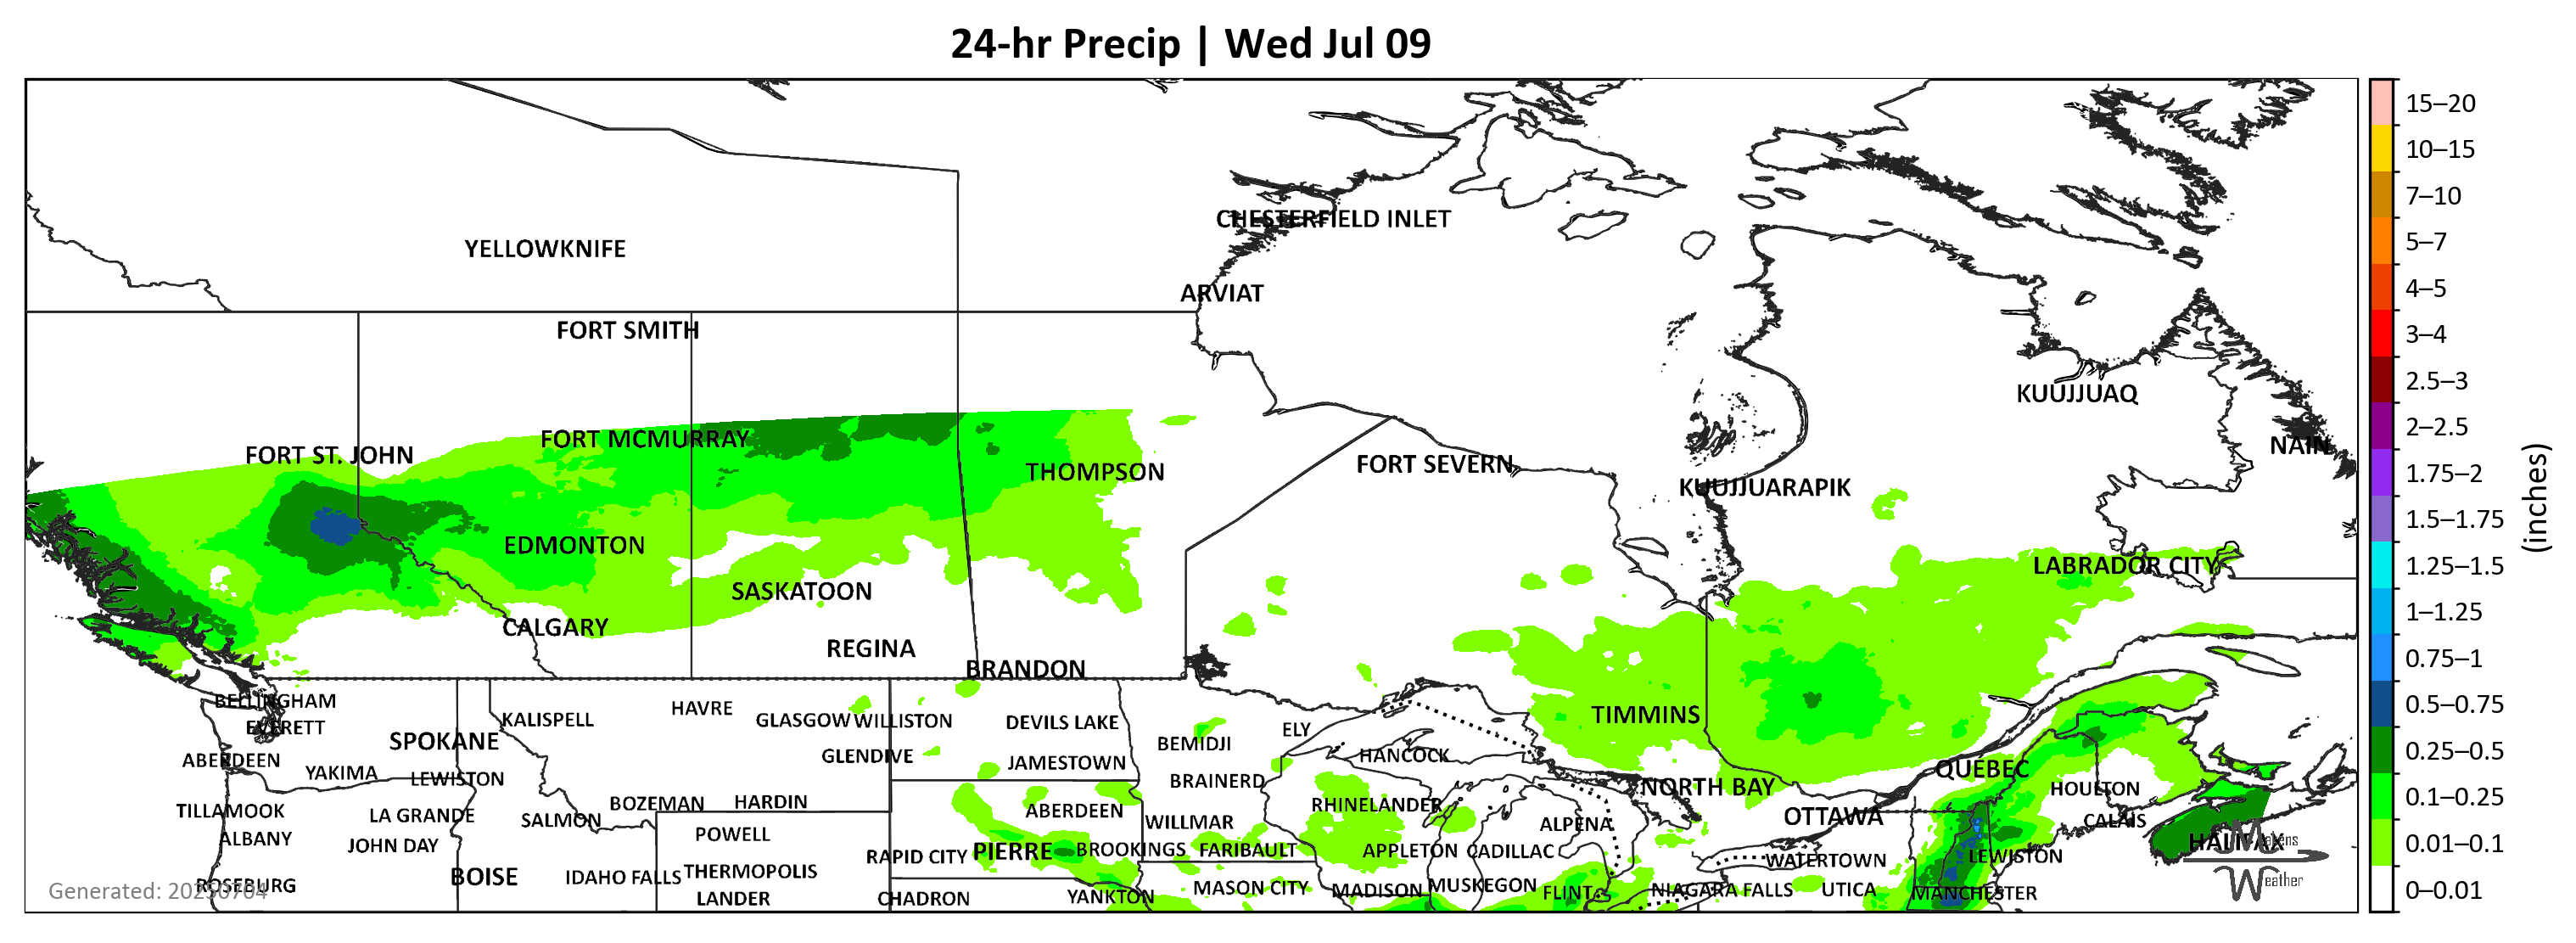 24-hr Precip | Wed Jul 09
15–20
10–15
7–10
5–7
4–5
3–4
2.5–3
2–2.5
1.75–2
1.5–1.75
1.25–1.5
1–1.25
0.75–1
0.5–0.75
0.25–0.5
0.1–0.25
0.01–0.1
0–0.01
(inches)
CHESTERFIELD INLET
YELLOWKNIFE
ARVIAT
FORT SMITH
KUUJJUAQ
FORT MCMURRAY
NAIN
FORT ST. JOHN
FORT SEVERN
THOMPSON
KUUJJUARAPIK
EDMONTON
LABRADOR CITY
SASKATOON
CALGARY
REGINA
BRANDON
BELLINGHAM
KALISPELL
HAVRE
GLASGOW
WILLISTON
DEVILS LAKE
TIMMINS
EVERETT
ELY
SPOKANE
BEMIDJI
ABERDEEN
GLENDIVE
JAMESTOWN
HANCOCK
QUEBEC
YAKIMA
LEWISTON
BRAINERD
NORTH BAY
HOULTON
TILLAMOOK
LA GRANDE
BOZEMAN
HARDIN
ABERDEEN
RHINELANDER
OTTAWA
SALMON
WILLMAR
ALPENA
CALAIS
ALBANY
JOHN DAY
POWELL
HALIFAX
RAPID CITY
PIERRE
BROOKINGS
FARIBAULT
APPLETON
CADILLAC
WATERTOWN
LEWISTON
BOISE
IDAHO FALLS
THERMOPOLIS
ROSEBURG
MASON CITY
MADISON
MUSKEGON
FLINT
NIAGARA FALLS
UTICA
MANCHESTER
LANDER
CHADRON
YANKTON
Generated: 20250704
Maxens
Weather